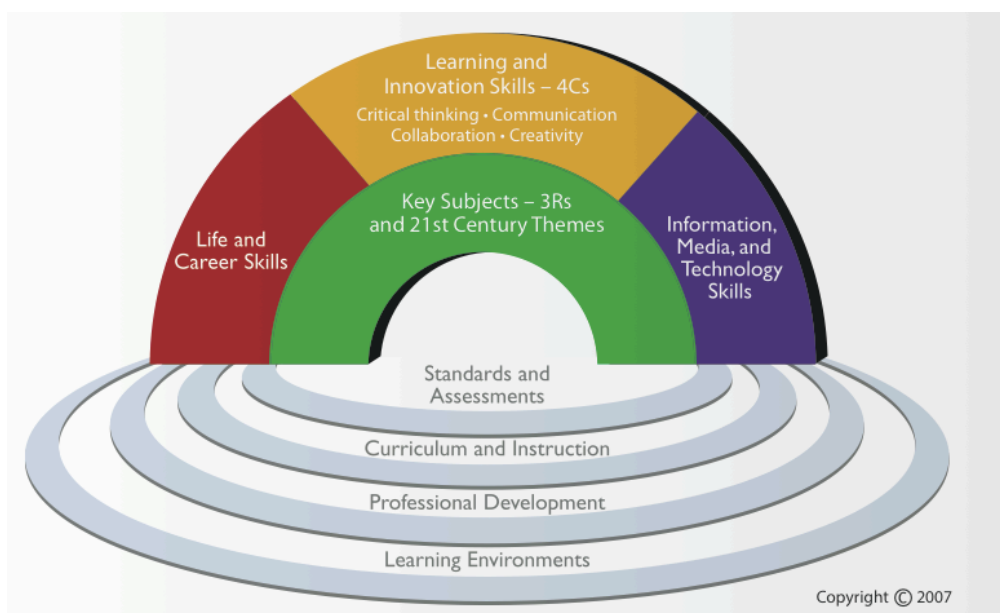 Learning and
Innovation Skills – 4Cs
Critical thinking • Communication
Collaboration • Creativity
Key Subjects – 3Rs
and 21st Century Themes
Life and
Career Skills
Information,
Media, and
Technology
Skills
Standards and
Assessments
Curriculum and Instruction
Professional Development
Learning Environments
Copyright © 2007